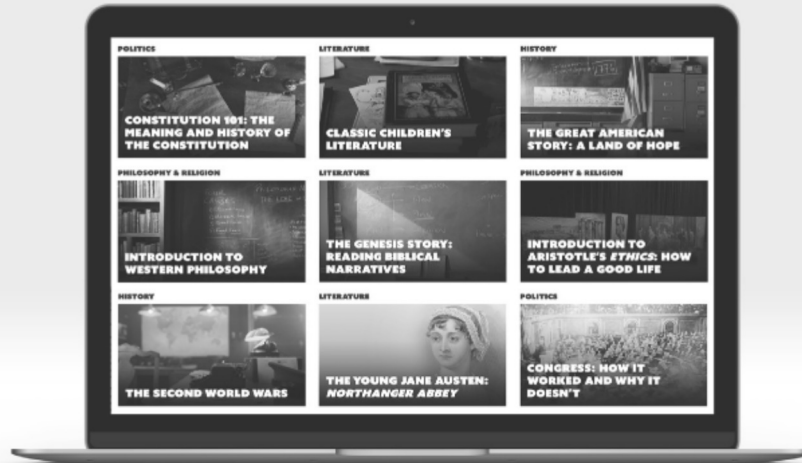 POLITICS
CONSTITUTION 101: THE
MEANING AND HISTORY OF
THE CONSTITUTION
LITERATURE
CLASSIC CHILDREN'S
LITERATURE
HISTORY
THE GREAT AMERICAN
STORY: A LAND OF HOPE
PHILOSOPHY & RELIGION
INTRODUCTION TO
WESTERN PHILOSOPHY
LITERATURE
THE GENESIS STORY:
READING BIBLICAL
NARRATIVES
PHILOSOPHY & RELIGION
INTRODUCTION TO
ARISTOTLE'S ETHICS: HOW
TO LEAD A GOOD LIFE
HISTORY
THE SECOND WORLD WARS
LITERATURE
THE YOUNG JANE AUSTEN:
NORTHANGER ABBEY
POLITICS
CONGRESS: HOW IT
WORKED AND WHY IT
DOESN'T